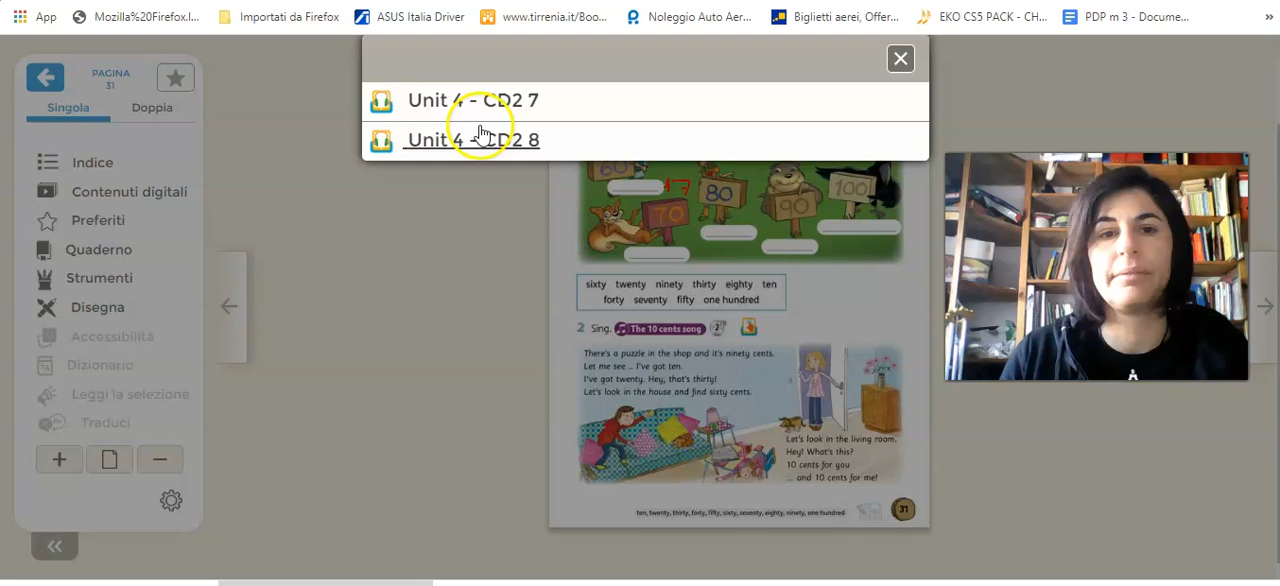 App
Mozilla%20Firefox.l...
Importati da Firefox
ASUS Italia Driver
www.tirrenia.it/Boo...
Noleggio Auto, Aer...
Biglietti aerei, Offer...
EKO CS5 PACK - CH...
PDP m 3 - Docume...
»
PAGINA
31
Singola
Doppia
Indice
Contenuti digitali
Preferiti
Quaderno
Strumenti
Disegna
Accessibilità
Dizionario
Leggi la selezione
Traduci
Unit 4 - CD2 7
Unit 4 - CD2 8
60
17
80
100
70
90
sixty twenty ninety thirty eighty ten
forty seventy fifty one hundred
2 Sing. The 10 cents song
There's a puzzle in the shop and it's ninety cents.
Let me see ... I've got ten.
I've got twenty. Hey, that's thirty!
Let's look in the house and find sixty cents.
Let's look in the living room.
Hey! What's this?
10 cents for you
... and 10 cents for me!
ten, twenty, thirty, forty, fifty, sixty, seventy, eighty, ninety, one hundred
31